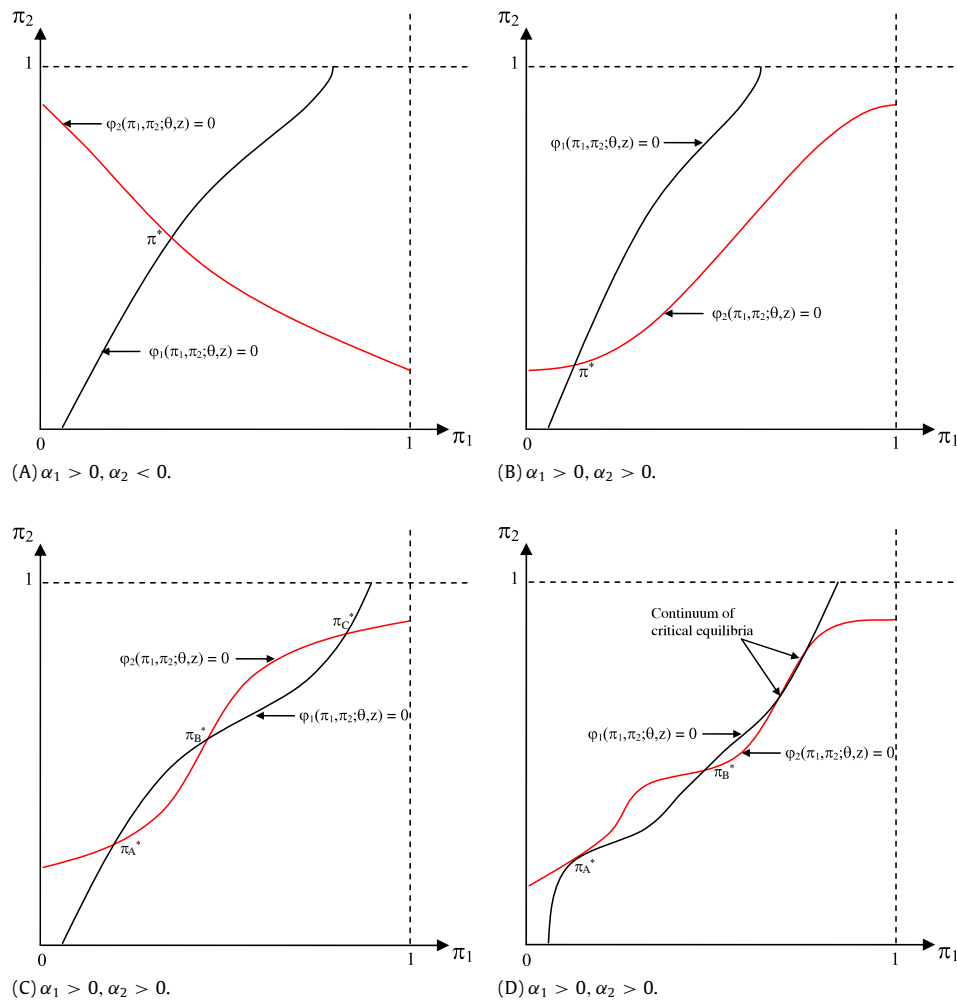 π2
1
φ2(π1,π2;θ,z) = 0
π*
φ1(π1,π2;θ,z) = 0
0
1
π1
(A) α1 > 0, α2 < 0.
π2
1
φ1(π1,π2;θ,z) = 0
φ2(π1,π2;θ,z) = 0
π*
0
1
π1
(B) α1 > 0, α2 > 0.
π2
1
πC*
φ2(π1,π2;θ,z) = 0
φ1(π1,π2;θ,z) = 0
πB*
πA*
0
1
π1
(C) α1 > 0, α2 > 0.
π2
1
Continuum of
critical equilibria
φ1(π1,π2;θ,z) = 0
φ2(π1,π2;θ,z) = 0
πB*
πA*
0
1
π1
(D) α1 > 0, α2 > 0.